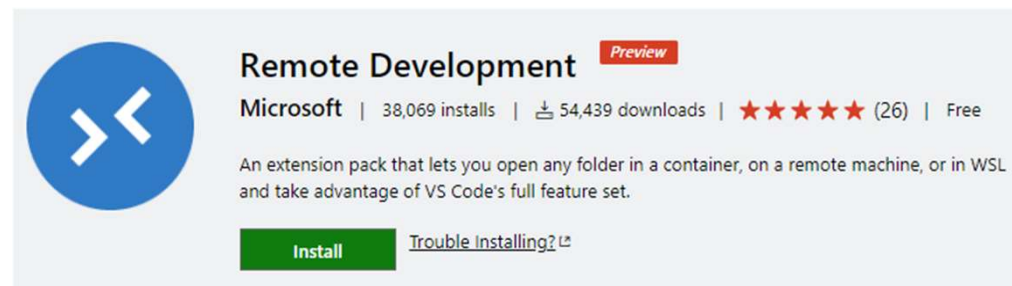 Remote Development Preview
Microsoft | 38,069 installs | 54,439 downloads | (26) | Free
An extension pack that lets you open any folder in a container, on a remote machine, or in WSL
and take advantage of VS Code's full feature set.
Install Trouble Installing?